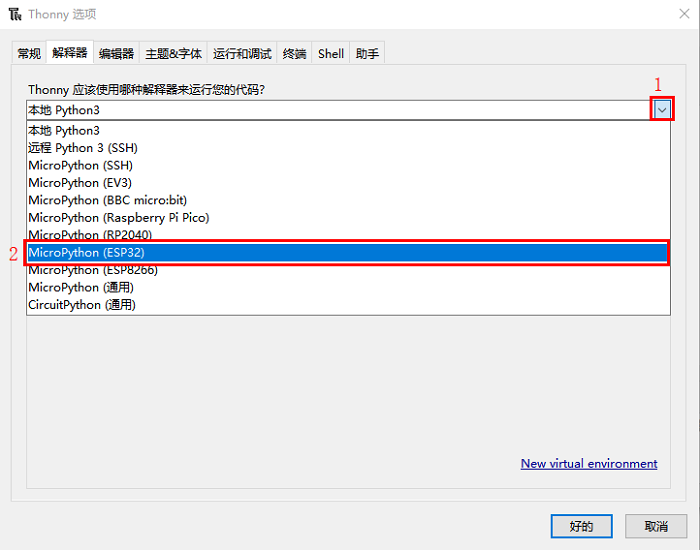 Thonny 选项
常规 解释器 编辑器 主题&字体 运行和调试 终端 Shell 助手
Thonny 应该使用哪种解释器来运行您的代码?
1
本地 Python3
本地 Python3
远程 Python 3 (SSH)
MicroPython (SSH)
MicroPython (EV3)
MicroPython (BBC micro:bit)
MicroPython (Raspberry Pi Pico)
MicroPython (RP2040)
2 MicroPython (ESP32)
MicroPython (ESP8266)
MicroPython (通用)
CircuitPython (通用)
New virtual environment
好的 取消